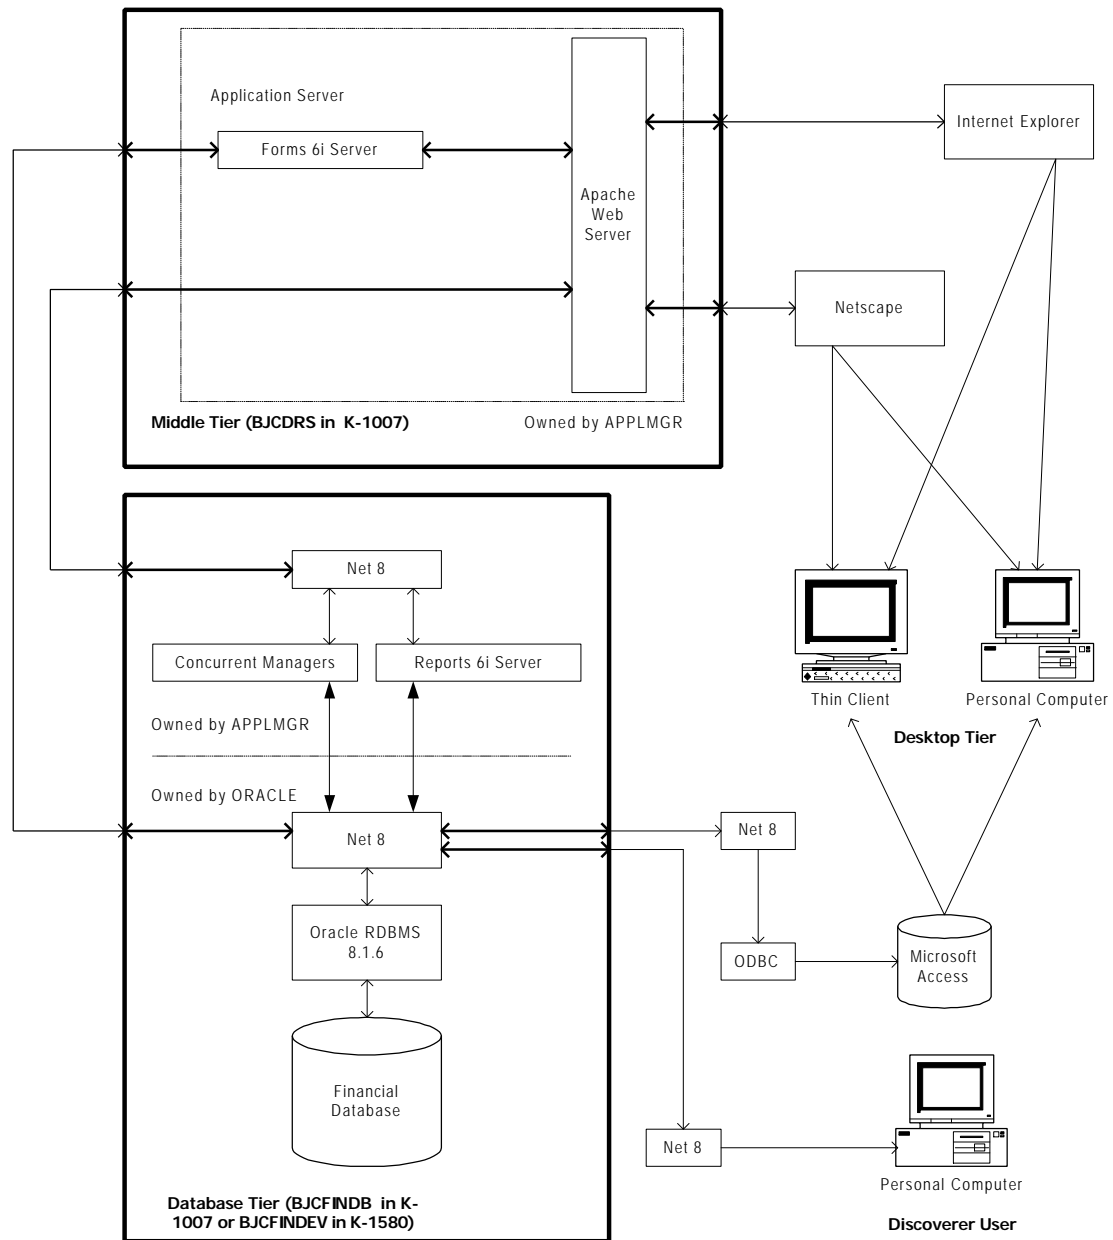 Application Server
Forms 6i Server
Apache
Web
Server
Internet Explorer
Netscape
Middle Tier (BJCDRS in K-1007)
Owned by APPLMGR
Net 8
Concurrent Managers
Reports 6i Server
Owned by APPLMGR
Owned by ORACLE
Net 8
Oracle RDBMS
8.1.6
Financial
Database
Database Tier (BJCFINDB in K-
1007 or BJCFINDEV in K-1580)
Thin Client
Personal Computer
Desktop Tier
Net 8
ODBC
Microsoft
Access
Net 8
Personal Computer
Discoverer User